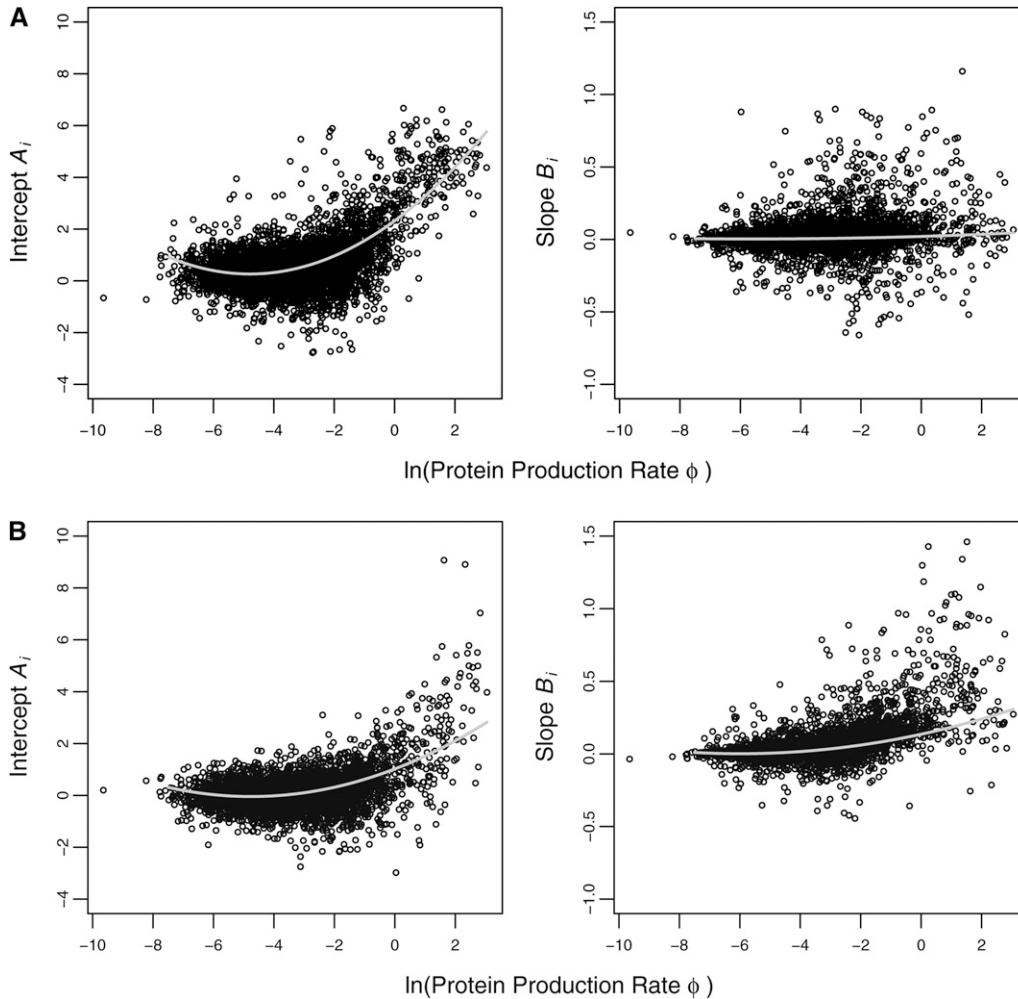 A
Intercept A_i
10
8
6
4
2
0
−2
−4
−10 −8 −6 −4 −2 0 2
Slope B_i
1.5
1.0
0.5
0.0
−0.5
−1.0
−10 −8 −6 −4 −2 0 2
ln(Protein Production Rate ϕ )
B
Intercept A_i
10
8
6
4
2
0
−2
−4
−10 −8 −6 −4 −2 0 2
Slope B_i
1.5
1.0
0.5
0.0
−0.5
−1.0
−10 −8 −6 −4 −2 0 2
ln(Protein Production Rate ϕ )